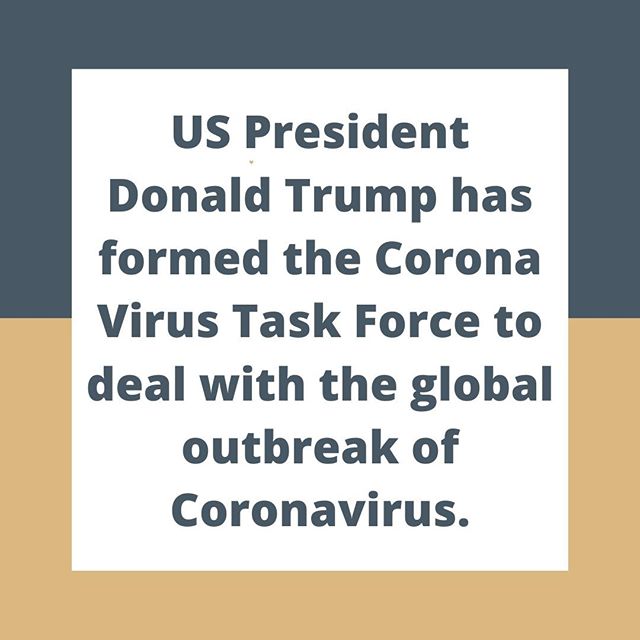 US President
Donald Trump has
formed the Corona
Virus Task Force to
deal with the global
outbreak of
Coronavirus.